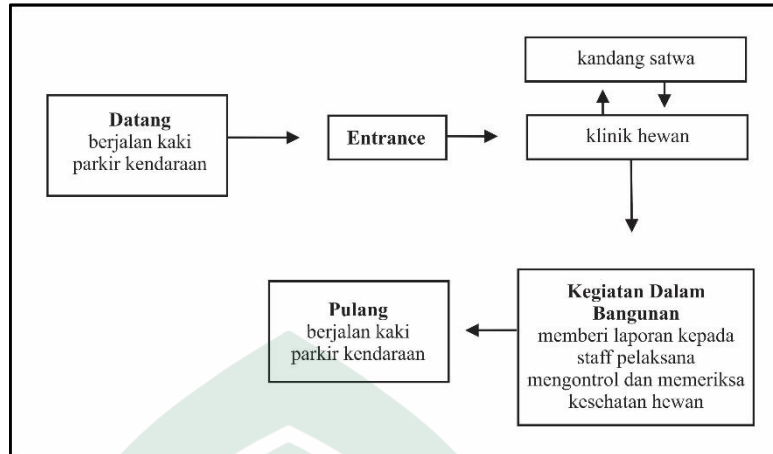 kandang satwa
Datang
berjalan kaki
parkir kendaraan
Entrance
klinik hewan
Pulang
berjalan kaki
parkir kendaraan
Kegiatan Dalam
Bangunan
memberi laporan kepada
staff pelaksana
mengontrol dan memeriksa
kesehatan hewan